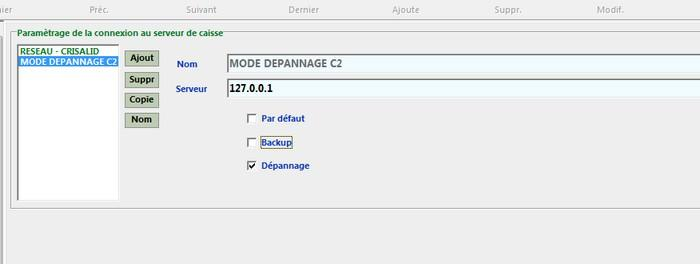 Préc. Suivant Dernier Ajoute Suppr. Modif.
Paramètrage de la connexion au serveur de caisse
RESEAU - CRISALID
MODE DEPANNAGE C2
Ajout
Suppr
Copie
Nom
Nom MODE DEPANNAGE C2
Serveur 127.0.0.1
Par défaut
Backup
Dépannage